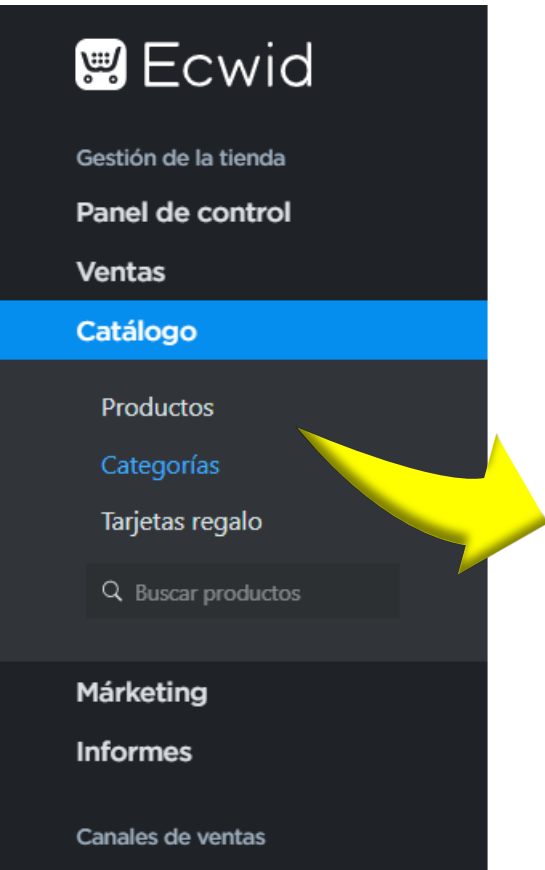 Ecwid
Gestión de la tienda
Panel de control
Ventas
Catálogo
Productos
Categorías
Tarjetas regalo
Buscar productos
Márketing
Informes
Canales de ventas